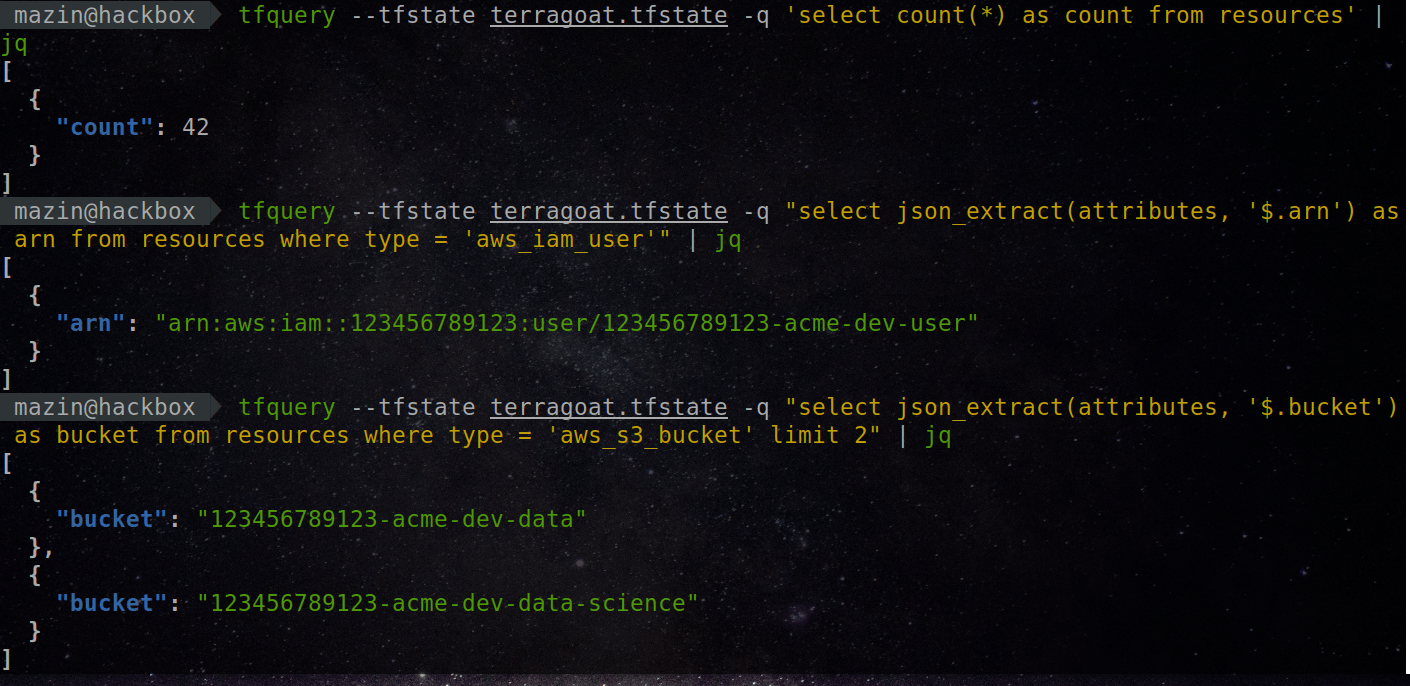 mazin@hackbox tfquery --tfstate terragoat.tfstate -q 'select count(*) as count from resources' |
jq
[
  {
    "count": 42
  }
]
mazin@hackbox tfquery --tfstate terragoat.tfstate -q "select json_extract(attributes, '$.arn') as
 arn from resources where type = 'aws_iam_user'" | jq
[
  {
    "arn": "arn:aws:iam::123456789123:user/123456789123-acme-dev-user"
  }
]
mazin@hackbox tfquery --tfstate terragoat.tfstate -q "select json_extract(attributes, '$.bucket')
 as bucket from resources where type = 'aws_s3_bucket' limit 2" | jq
[
  {
    "bucket": "123456789123-acme-dev-data"
  },
  {
    "bucket": "123456789123-acme-dev-data-science"
  }
]